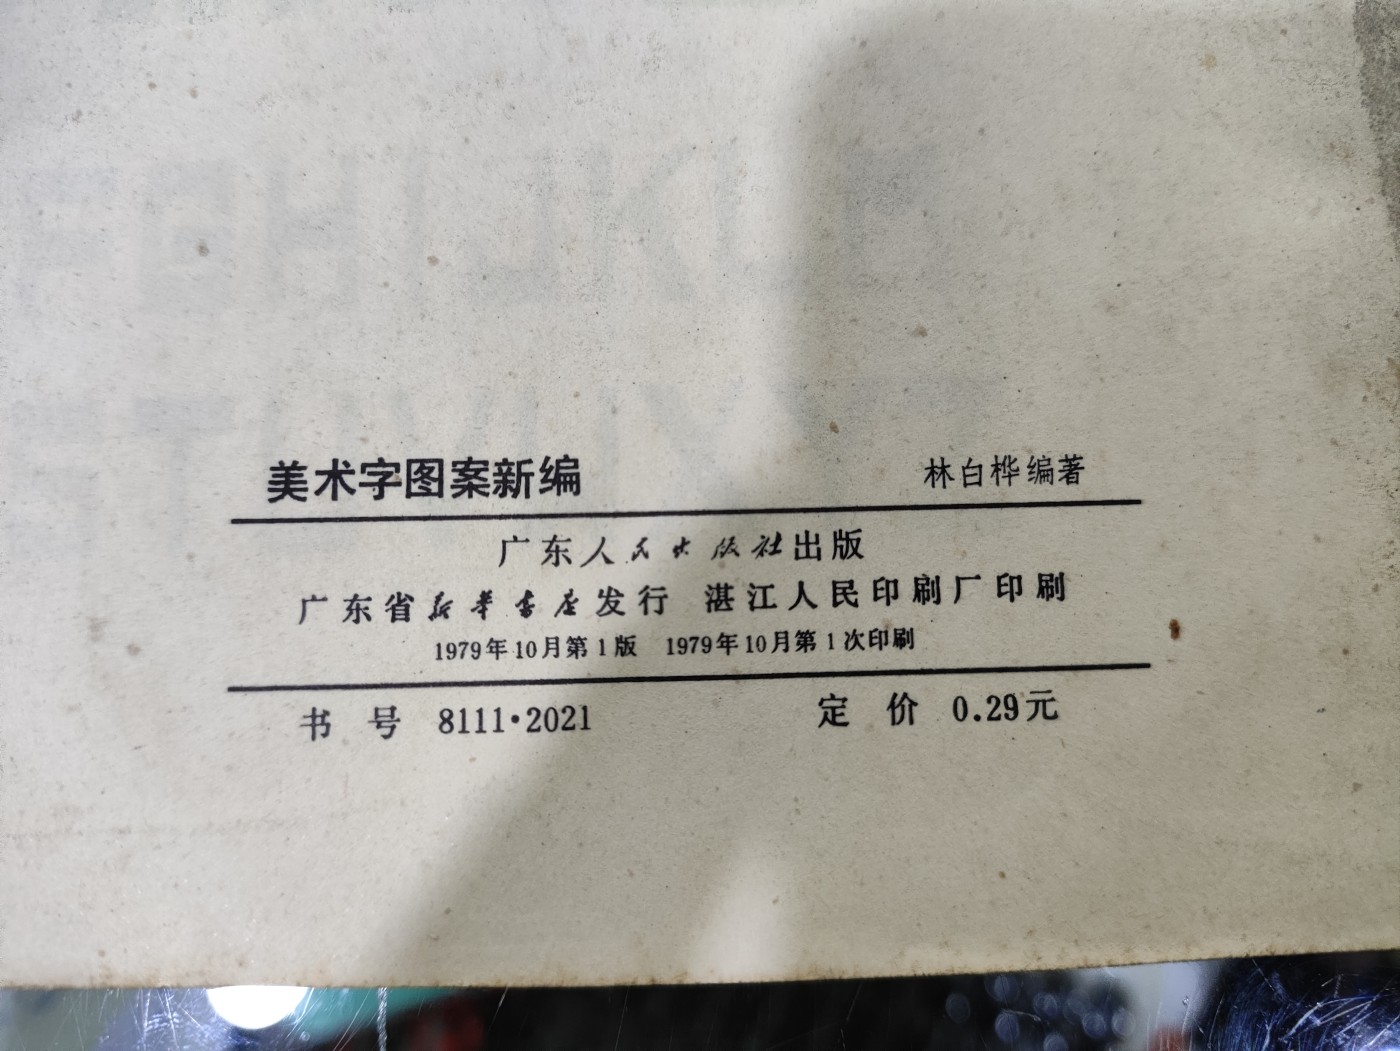 美术字图案新编 林白桦编著
广东人民出版社出版
广东省新华书店发行 湛江人民印刷厂印刷
1979年10月第1版 1979年10月第1次印刷
书 号 8111·2021 定 价 0.29元